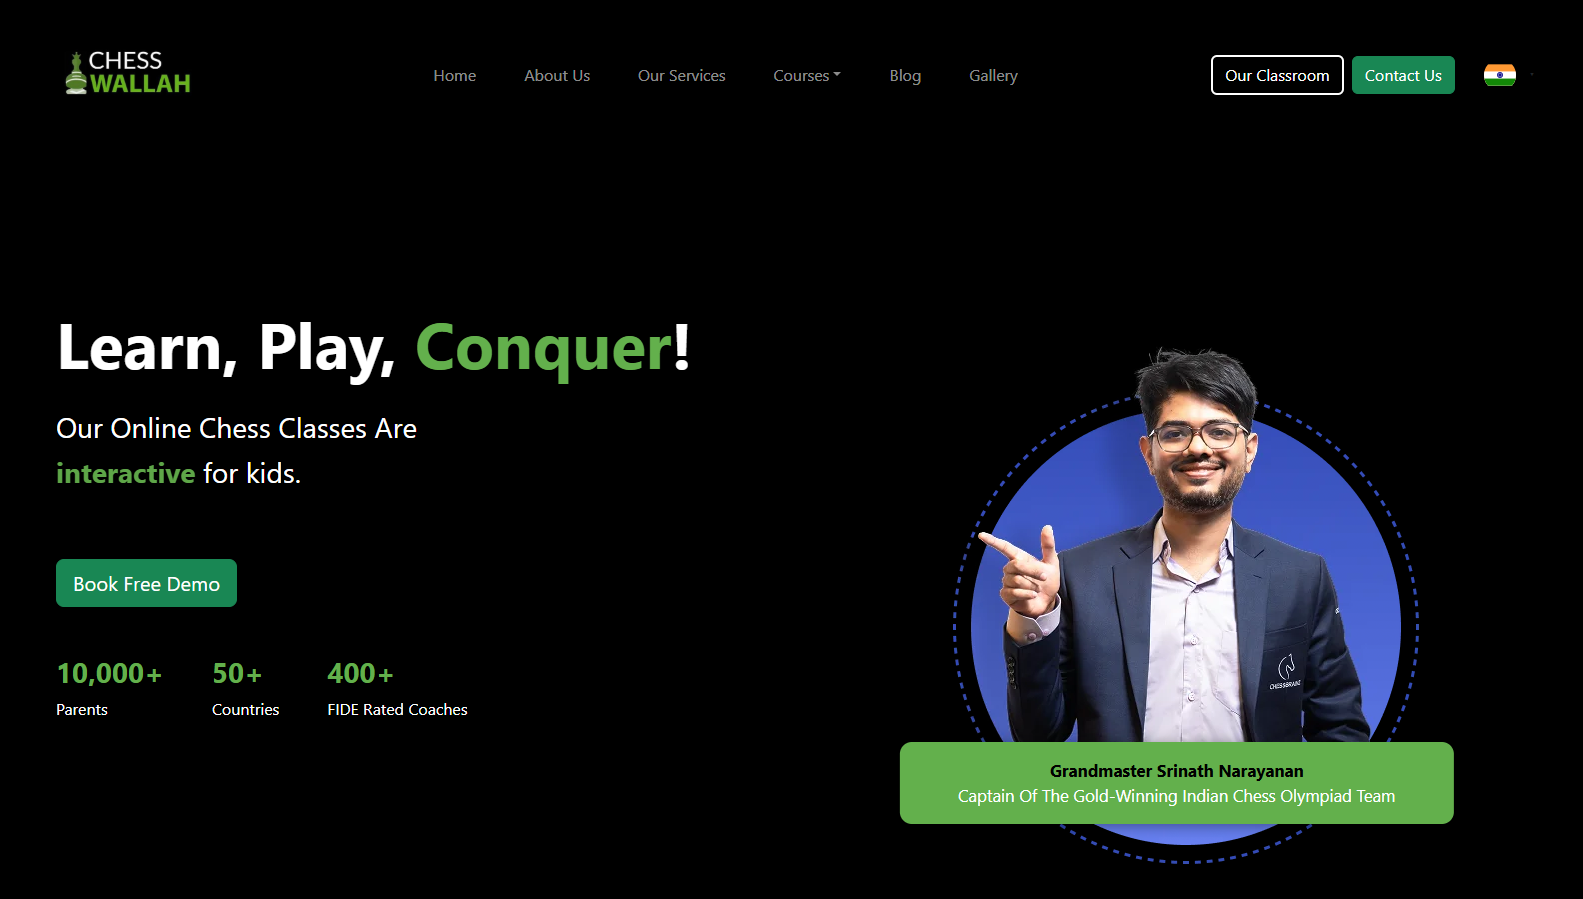 CHESS
WALLAH
Home
About Us
Our Services
Courses
Blog
Gallery
Our Classroom
Contact Us
Learn, Play, Conquer!
Our Online Chess Classes Are
interactive for kids.
Book Free Demo
10,000+
Parents
50+
Countries
400+
FIDE Rated Coaches
CHESSBRAINZ
Grandmaster Srinath Narayanan
Captain Of The Gold-Winning Indian Chess Olympiad Team